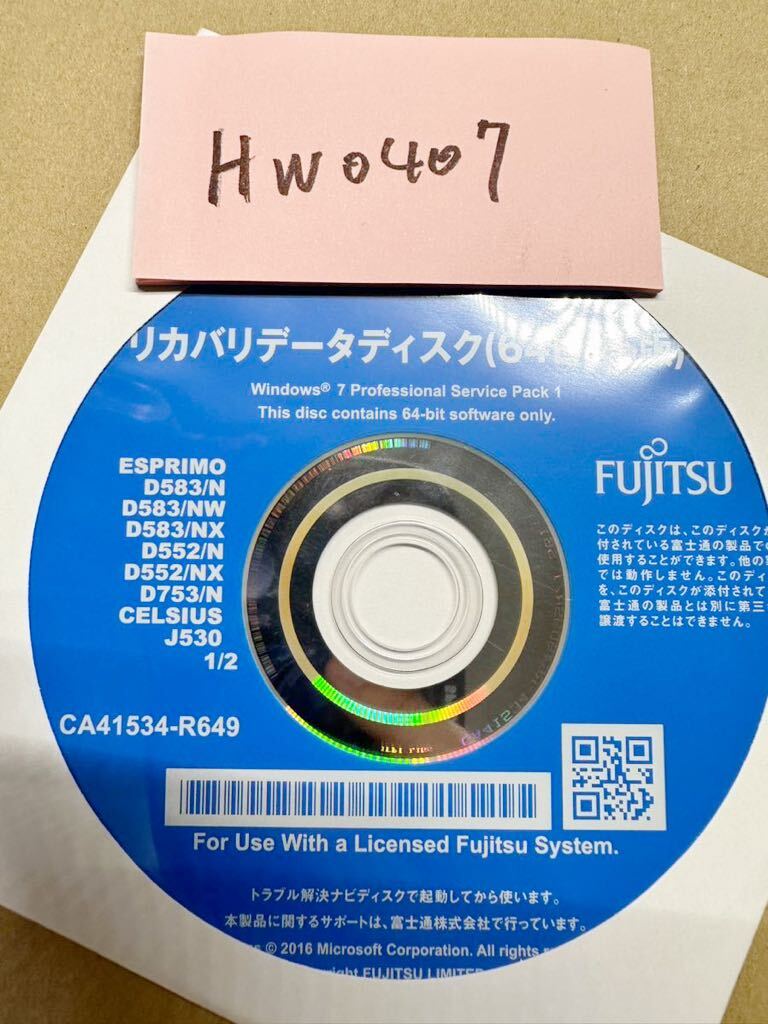 HW0407
リカバリデータディスク(64
Windows® 7 Professional Service Pack 1
This disc contains 64-bit software only.
ESPRIMO
D583/N
D583/NW
D583/NX
D552/N
D552/NX
D753/N
CELSIUS
J530
1/2
FUJITSU
このディスクは、このディスクが
付されている富士通の製品での
使用することができます。他の
では動作しません。このディ
を、このディスクが添付されて
富士通の製品とは別に第三
譲渡することはできません。
CA41534-R649
For Use With a Licensed Fujitsu System.
トラブル解決ナビディスクで起動してから使います。
本製品に関するサポートは、富士通株式会社で行っています。
© 2016 Microsoft Corporation. All rights
FUJITSU LIMITE